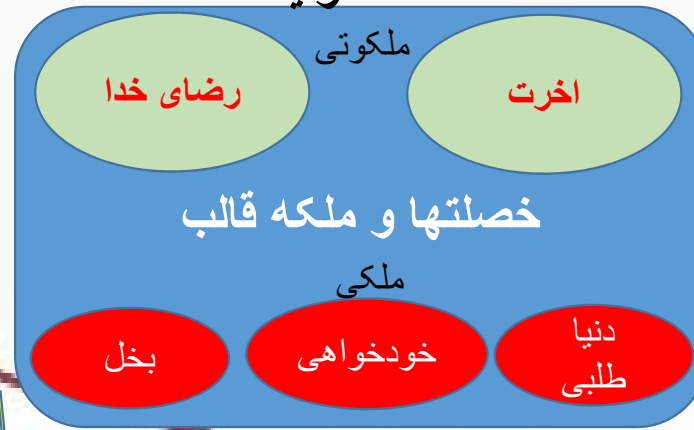 ملکوتی
اخرت
رضای خدا
خصلتها و ملکه قالب
ملکی
دنیا
طلبی
خودخواهی
بخل